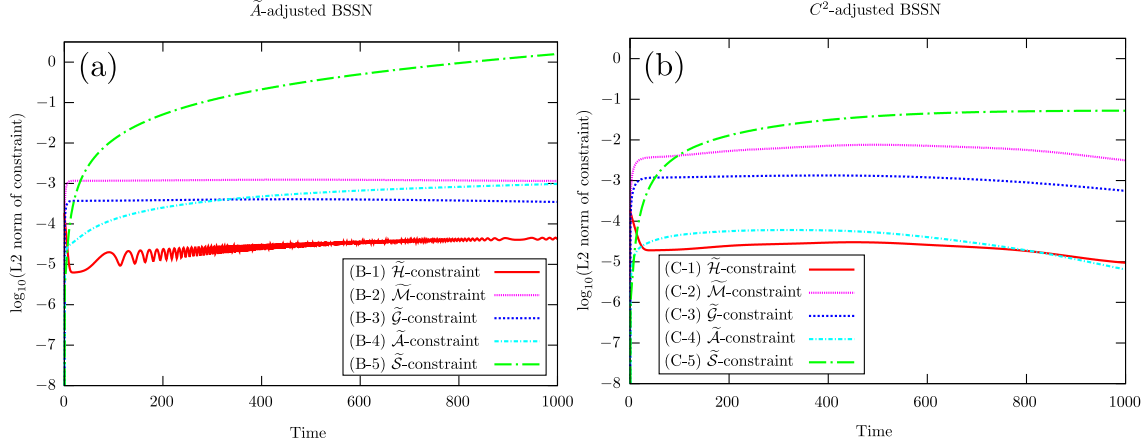 Ã-adjusted BSSN
(a)
log₁₀(L2 norm of constraint)
0
−1
−2
−3
−4
−5
−6
−7
−8
(B-1) H̃-constraint
(B-2) M̃-constraint
(B-3) G̃-constraint
(B-4) Ã-constraint
(B-5) S̃-constraint
0 200 400 600 800 1000
Time
C²-adjusted BSSN
(b)
log₁₀(L2 norm of constraint)
0
−1
−2
−3
−4
−5
−6
−7
−8
(C-1) H̃-constraint
(C-2) M̃-constraint
(C-3) G̃-constraint
(C-4) Ã-constraint
(C-5) S̃-constraint
0 200 400 600 800 1000
Time